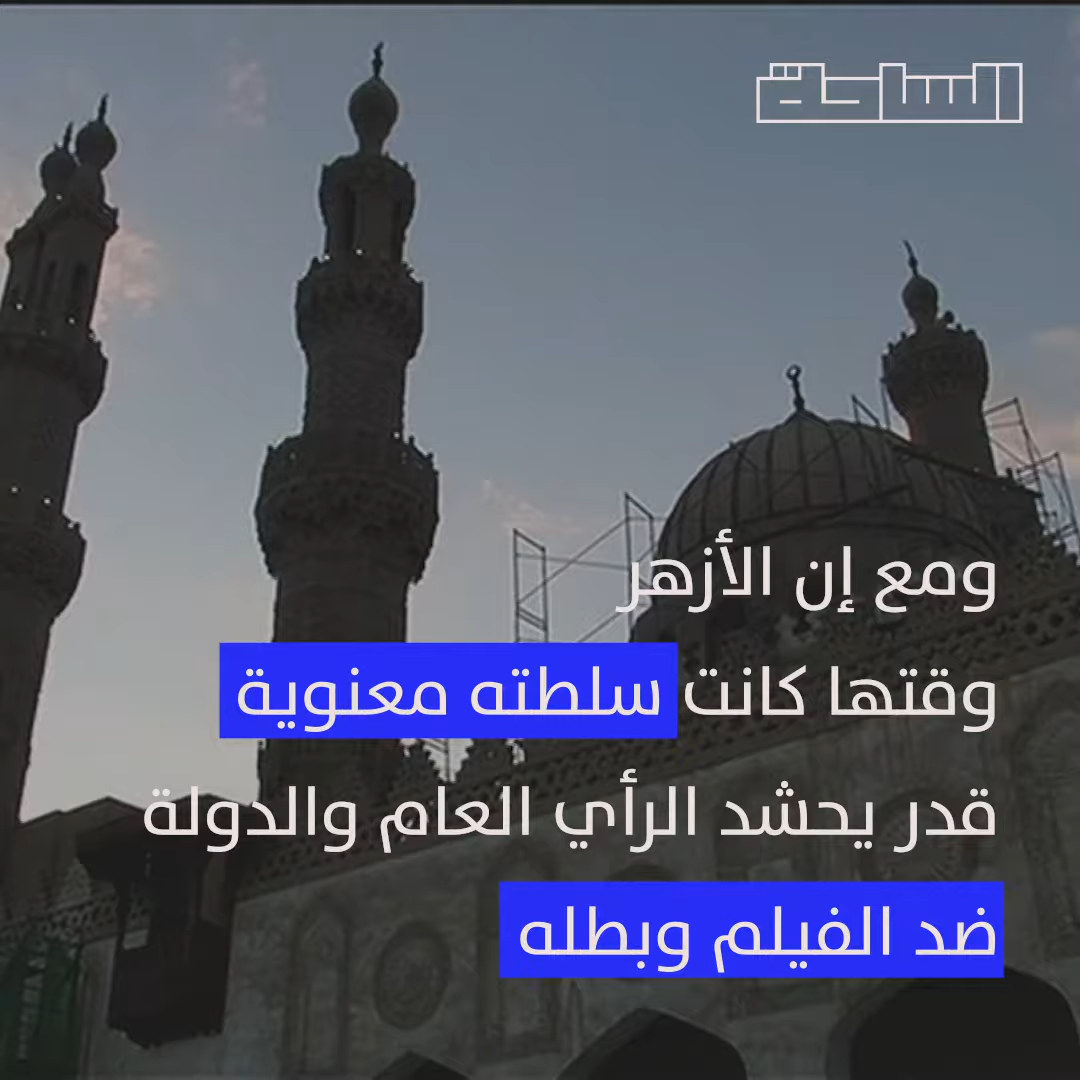 الساحة
ومع إن الأزهر
وقتها كانت سلطته معنوية
قدر يحشد الرأي العام والدولة
ضد الفيلم وبطله